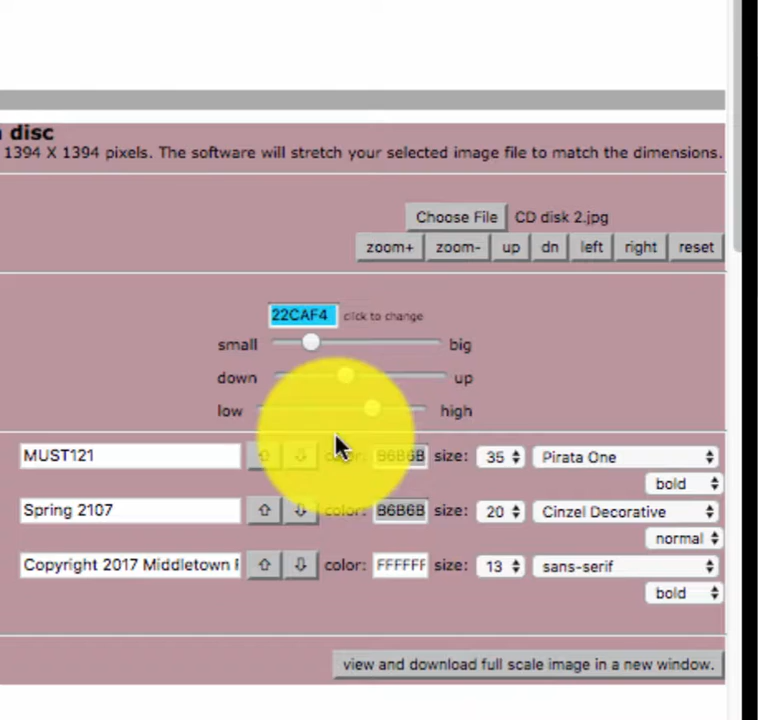 disc
1394 X 1394 pixels. The software will stretch your selected image file to match the dimensions.
Choose File CD disk 2.jpg
zoom+ zoom- up dn left right reset
22CAF4 click to change
small big
down up
low high
MUST121 color: B6B6B size: 35 Pirata One
bold
Spring 2107 color: B6B6B size: 20 Cinzel Decorative
normal
Copyright 2017 Middletown color: FFFFFF size: 13 sans-serif
bold
view and download full scale image in a new window.